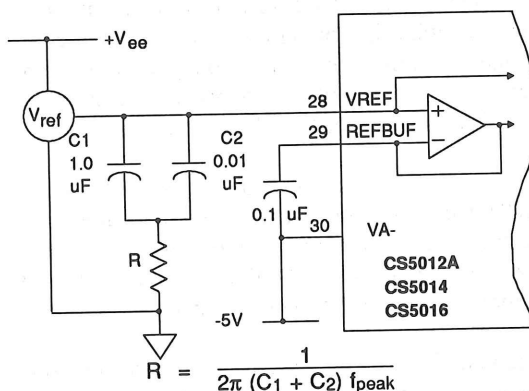 +Vee
Vref
C1
1.0
uF
C2
0.01
uF
28 VREF
29 REFBUF
+
-
0.1 uF
30
VA-
CS5012A
CS5014
CS5016
R
-5V
R = 1 / 2π (C1 + C2) fpeak